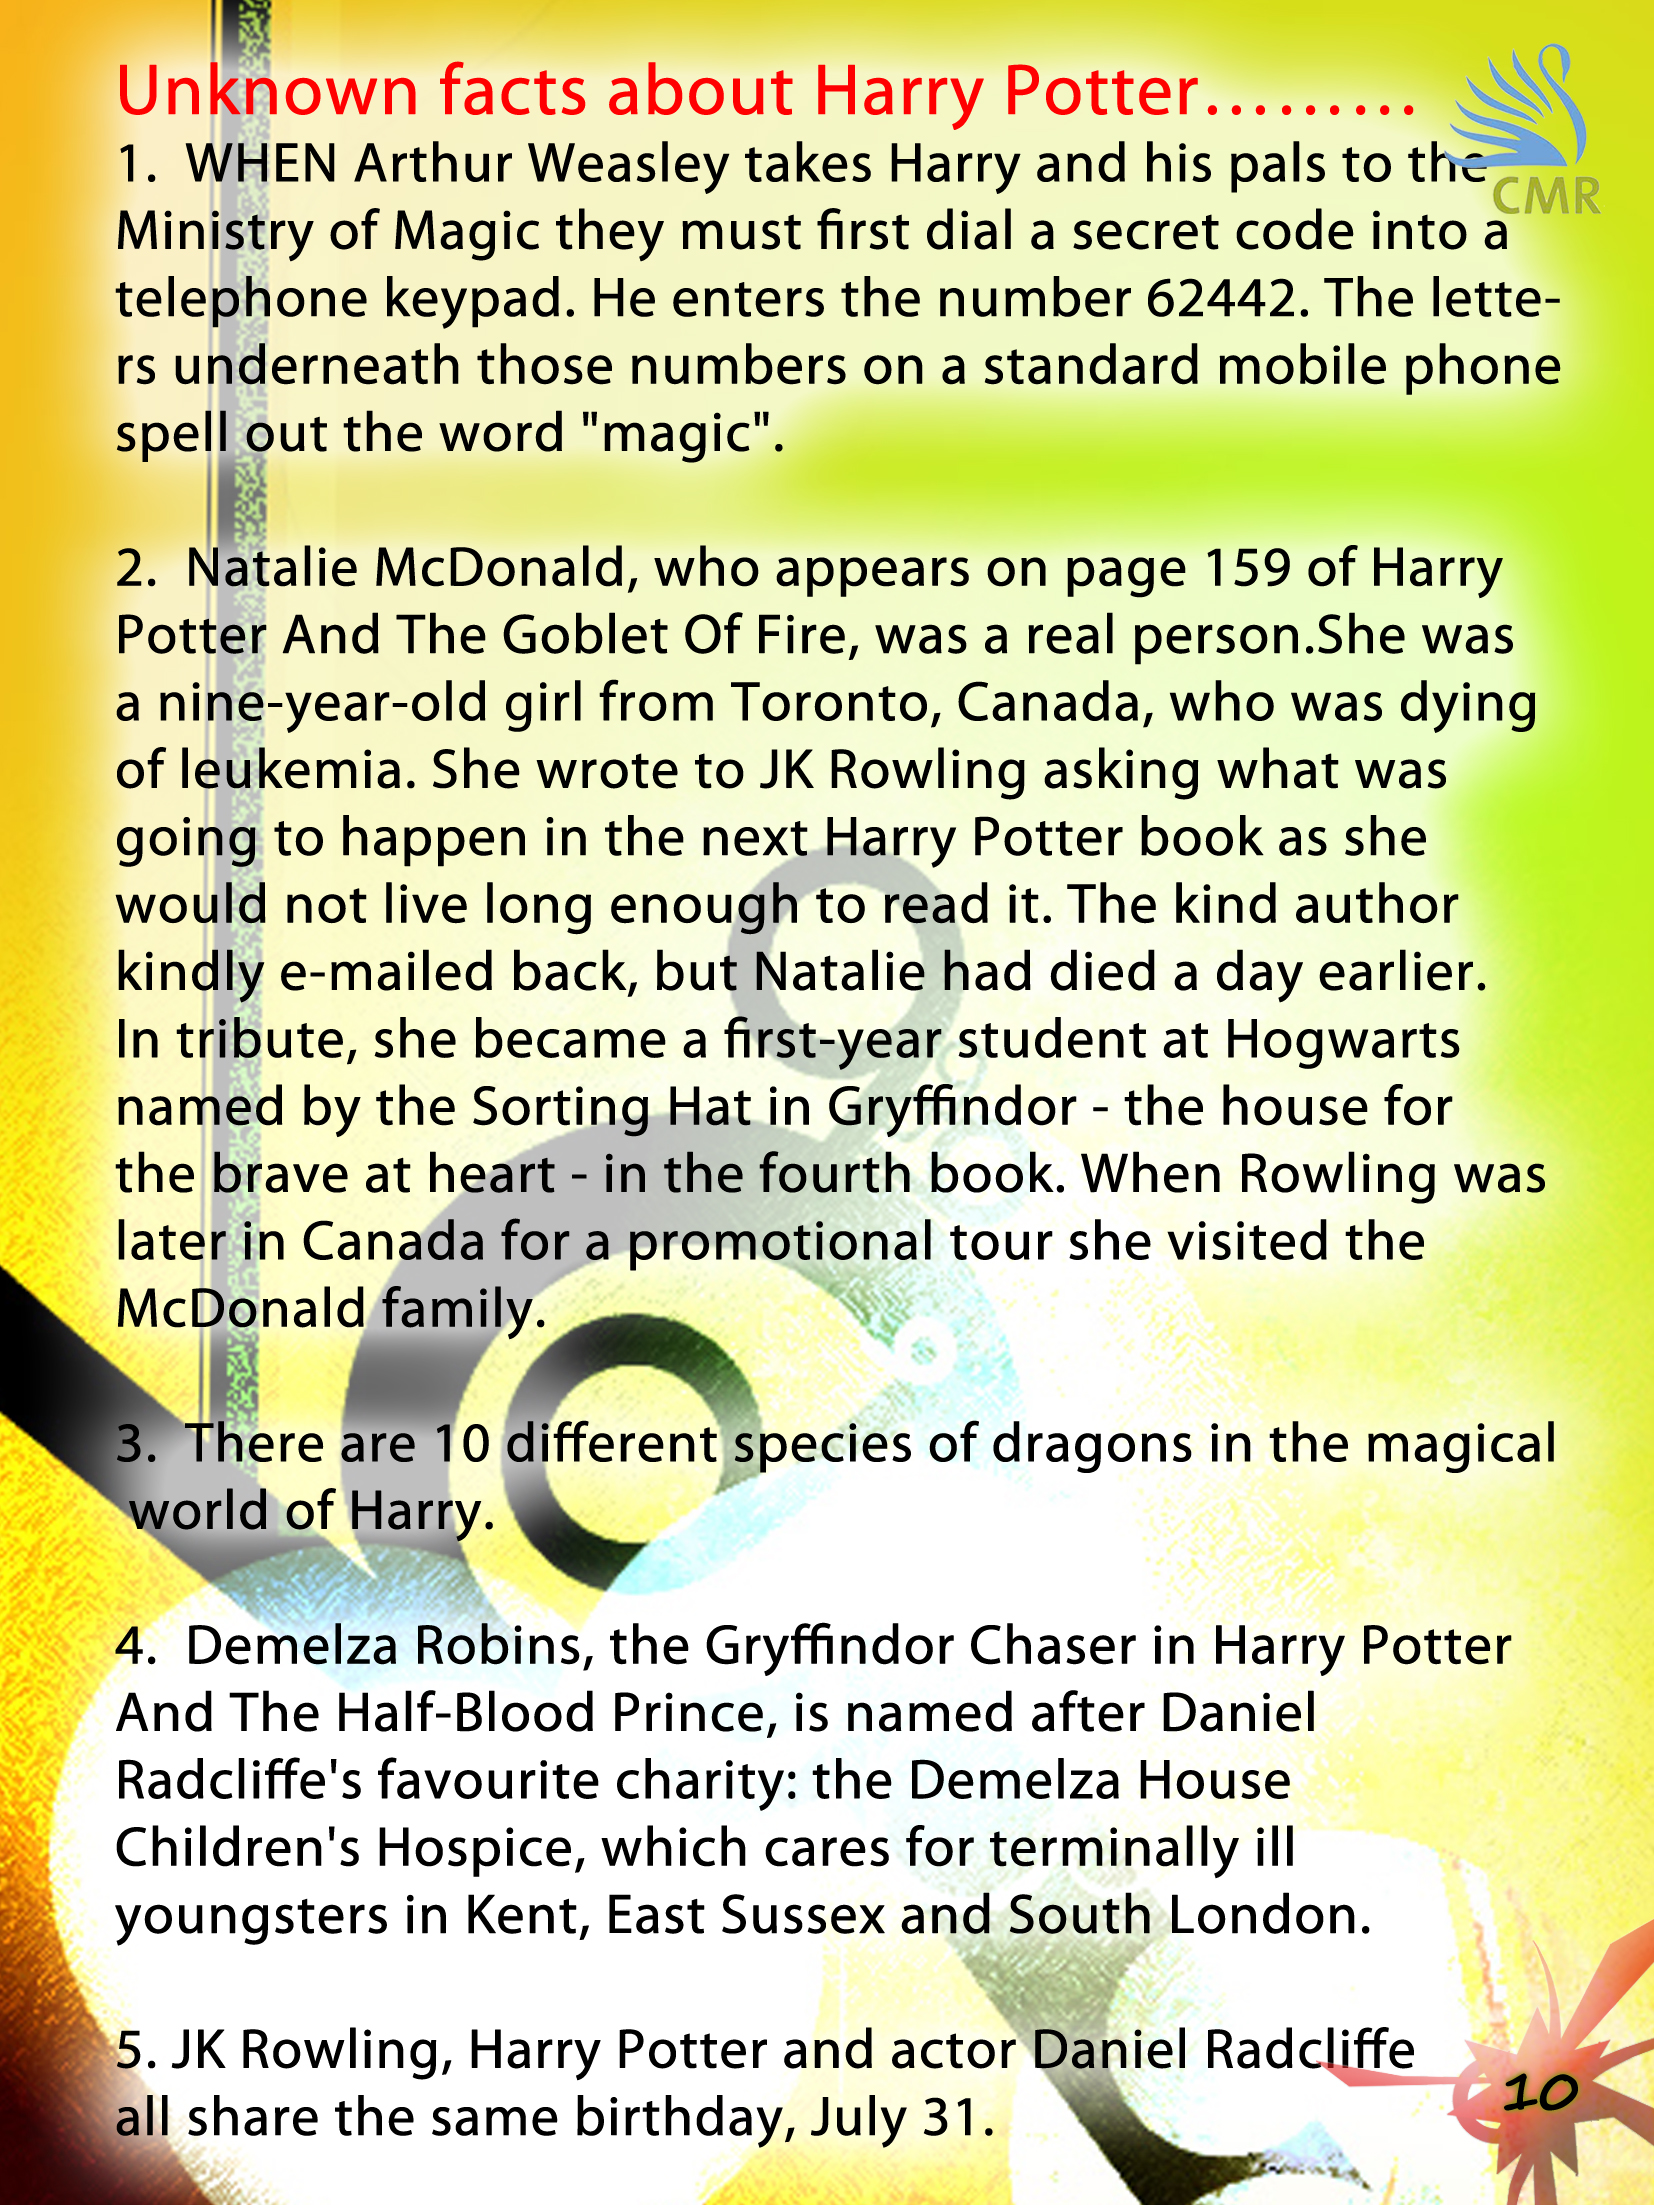 Unknown facts about Harry Potter………
1. WHEN Arthur Weasley takes Harry and his pals to the
CMR
Ministry of Magic they must first dial a secret code into a
telephone keypad. He enters the number 62442. The lette-
rs underneath those numbers on a standard mobile phone
spell out the word "magic".
2. Natalie McDonald, who appears on page 159 of Harry
Potter And The Goblet Of Fire, was a real person.She was
a nine-year-old girl from Toronto, Canada, who was dying
of leukemia. She wrote to JK Rowling asking what was
going to happen in the next Harry Potter book as she
would not live long enough to read it. The kind author
kindly e-mailed back, but Natalie had died a day earlier.
In tribute, she became a first-year student at Hogwarts
named by the Sorting Hat in Gryffindor - the house for
the brave at heart - in the fourth book. When Rowling was
later in Canada for a promotional tour she visited the
McDonald family.
3. There are 10 different species of dragons in the magical
world of Harry.
4. Demelza Robins, the Gryffindor Chaser in Harry Potter
And The Half-Blood Prince, is named after Daniel
Radcliffe's favourite charity: the Demelza House
Children's Hospice, which cares for terminally ill
youngsters in Kent, East Sussex and South London.
5. JK Rowling, Harry Potter and actor Daniel Radcliffe
all share the same birthday, July 31.
10